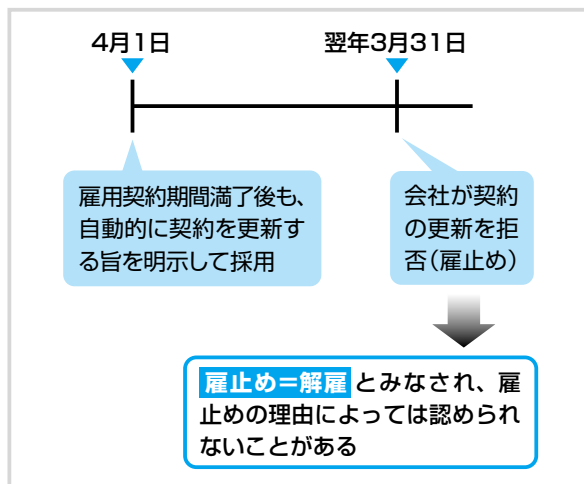 4月1日
翌年3月31日
雇用契約期間満了後も、
自動的に契約を更新す
る旨を明示して採用
会社が契約
の更新を拒
否（雇止め）
雇止め＝解雇とみなされ、雇
止めの理由によっては認められ
ないことがある